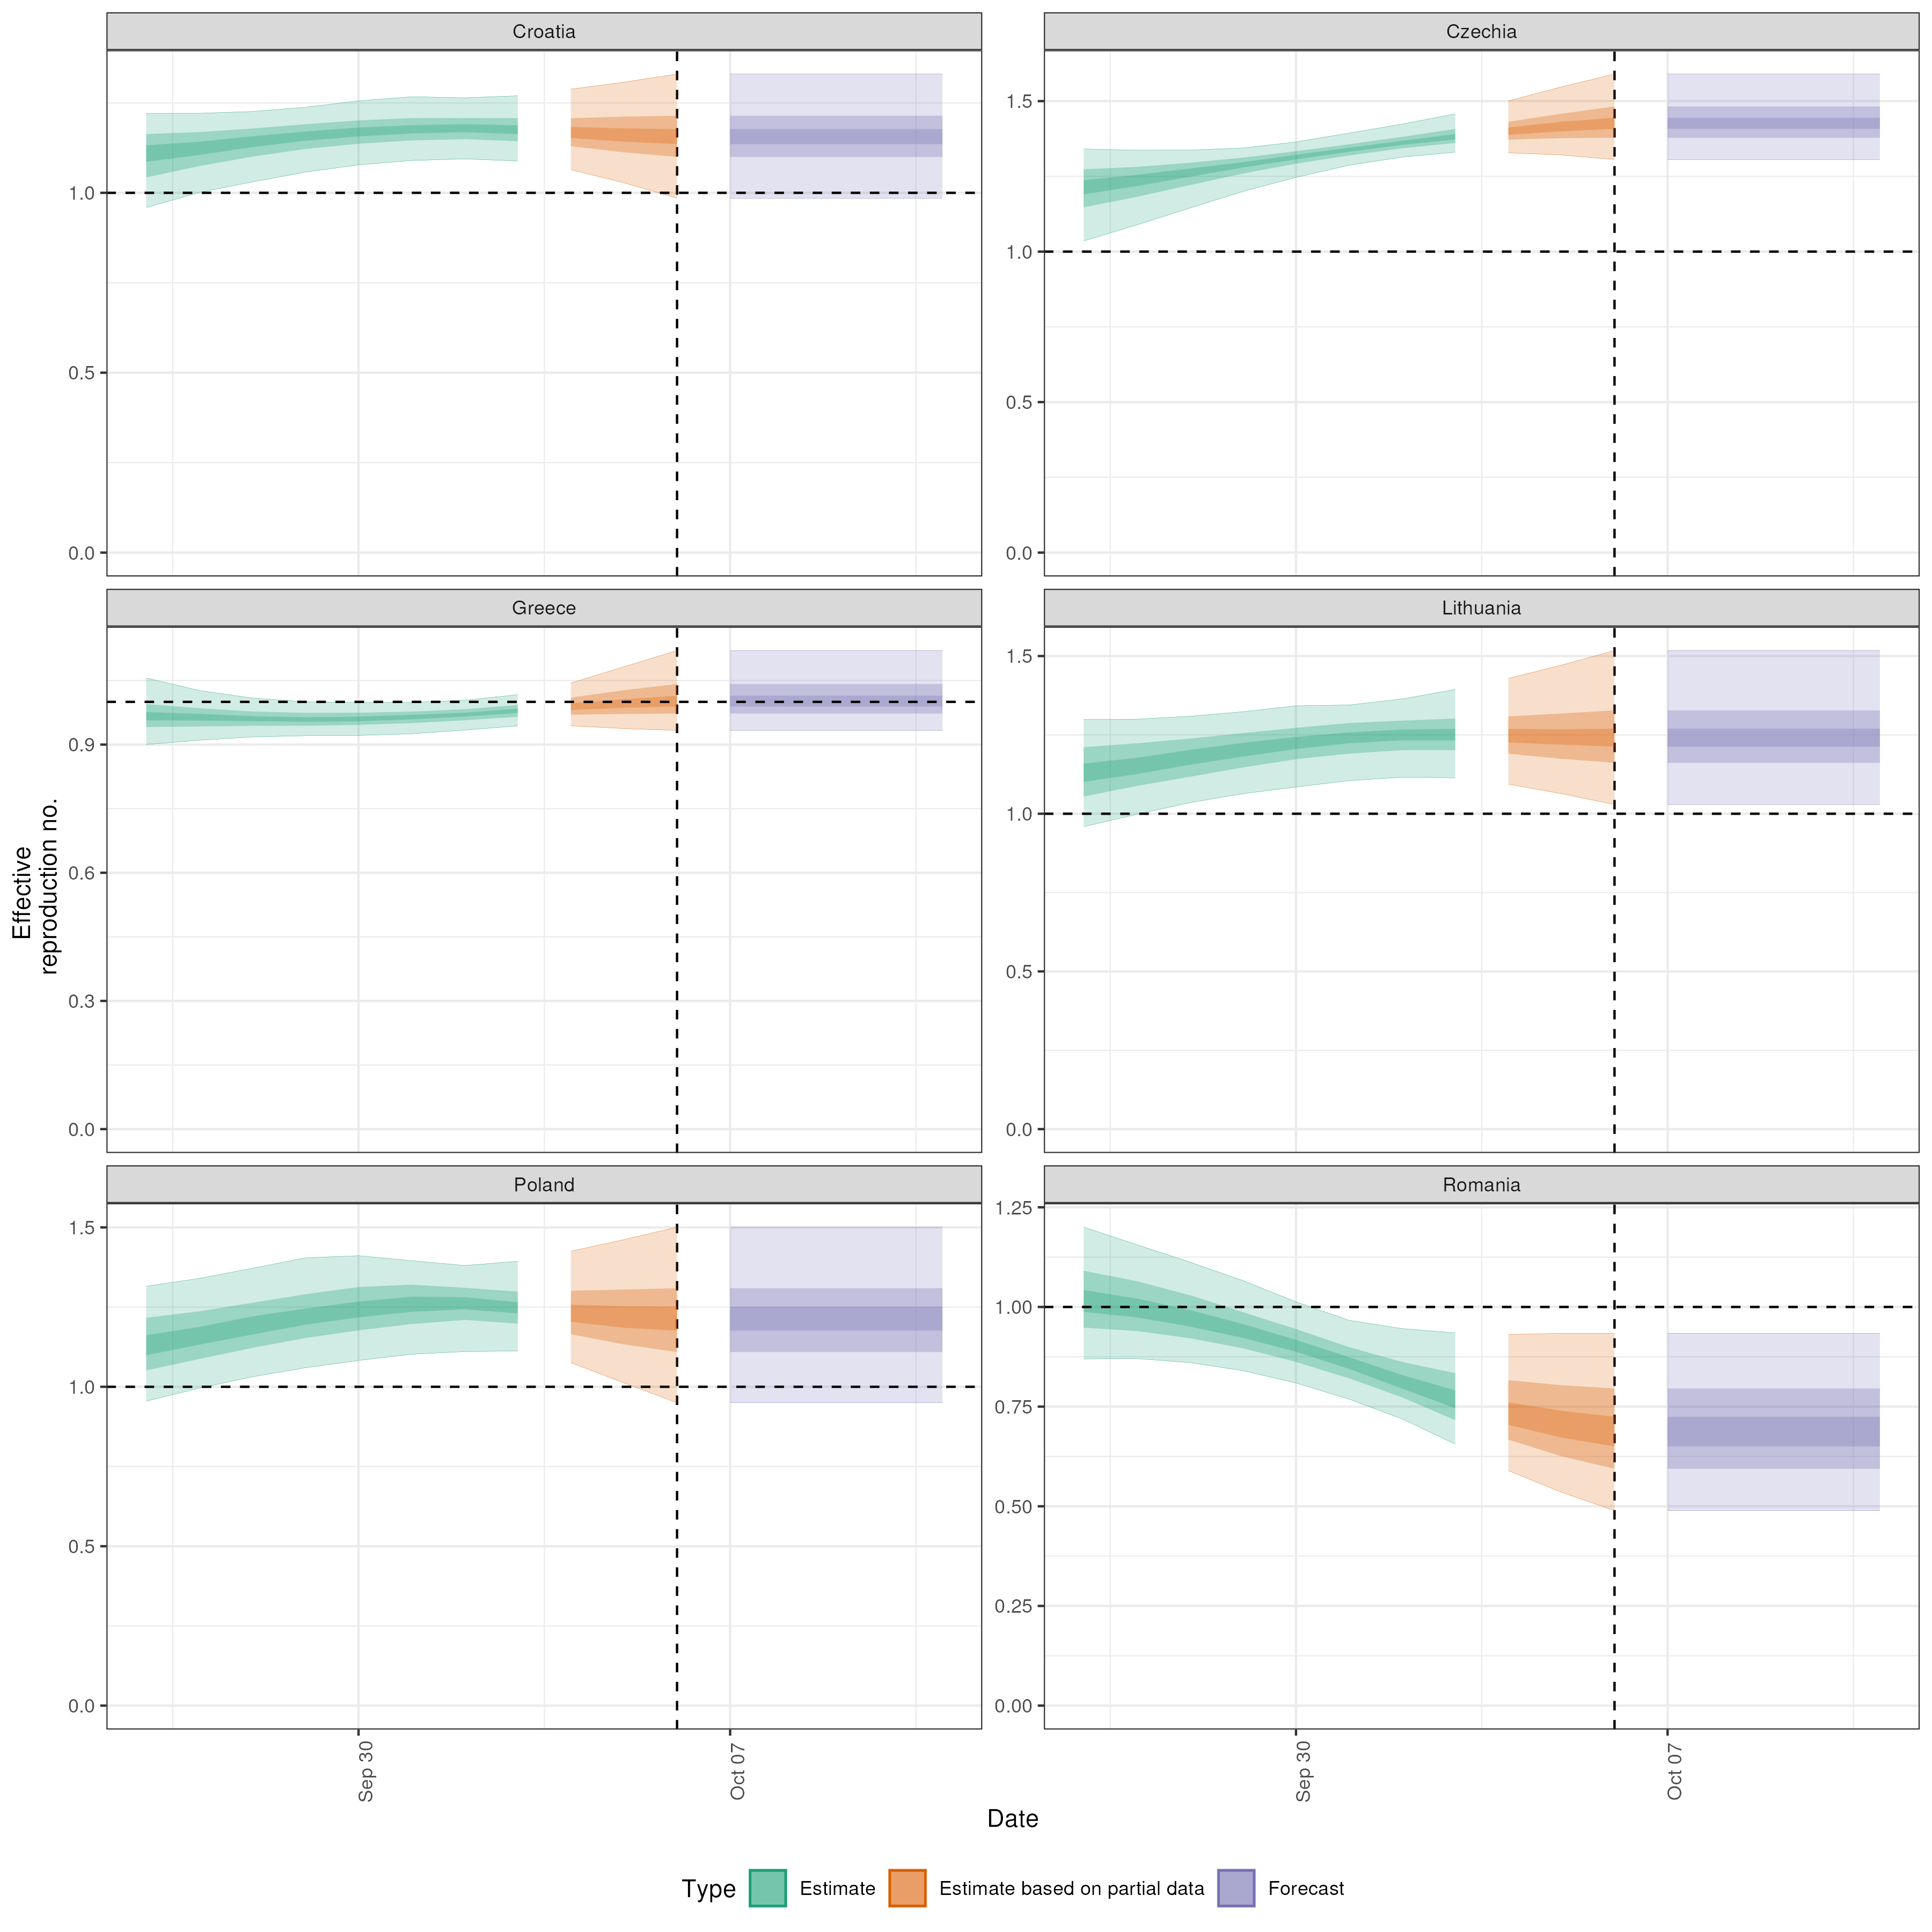 Croatia
Czechia
1.0
0.5
0.0
1.5
1.0
0.5
0.0
Greece
Lithuania
0.9
0.6
0.3
0.0
1.5
1.0
0.5
0.0
Effective
reproduction no.
Poland
Romania
1.5
1.0
0.5
0.0
1.25
1.00
0.75
0.50
0.25
0.00
Sep 30
Oct 07
Sep 30
Oct 07
Date
Type Estimate Estimate based on partial data Forecast